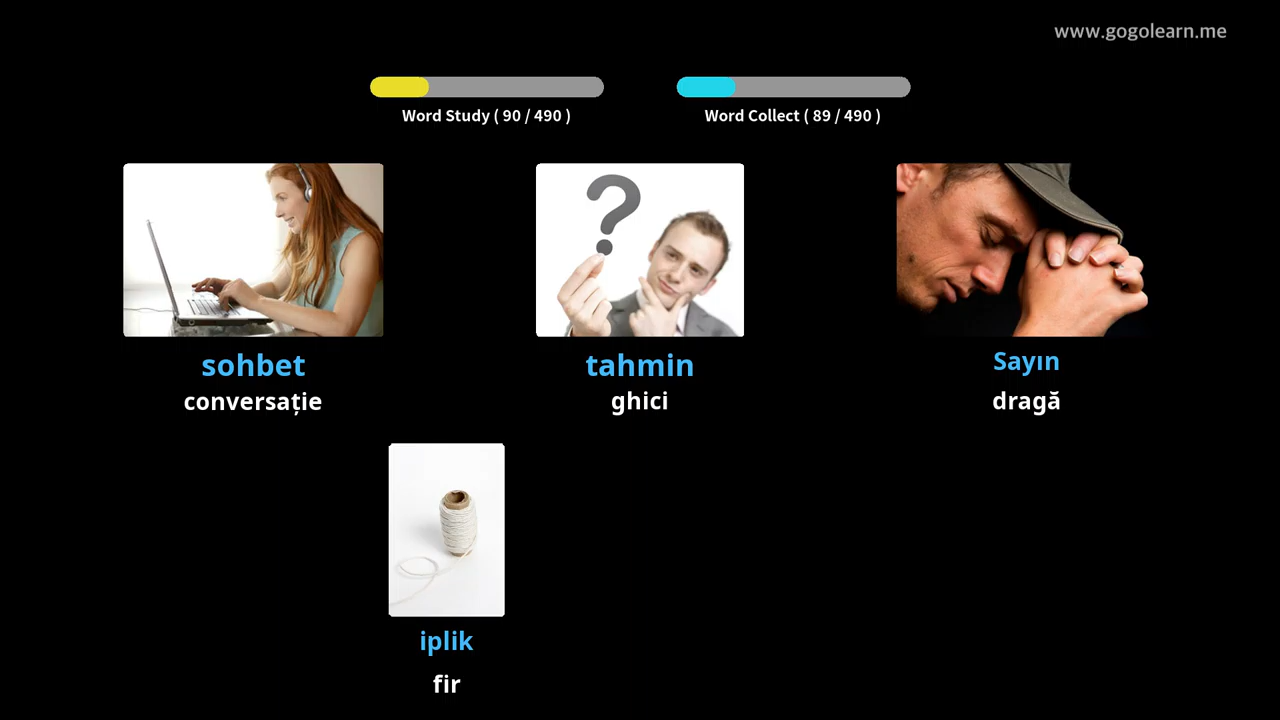 www.gogolearn.me
Word Study ( 90 / 490 )
Word Collect ( 89 / 490 )
sohbet
conversație
tahmin
ghici
Sayın
dragă
iplik
fir